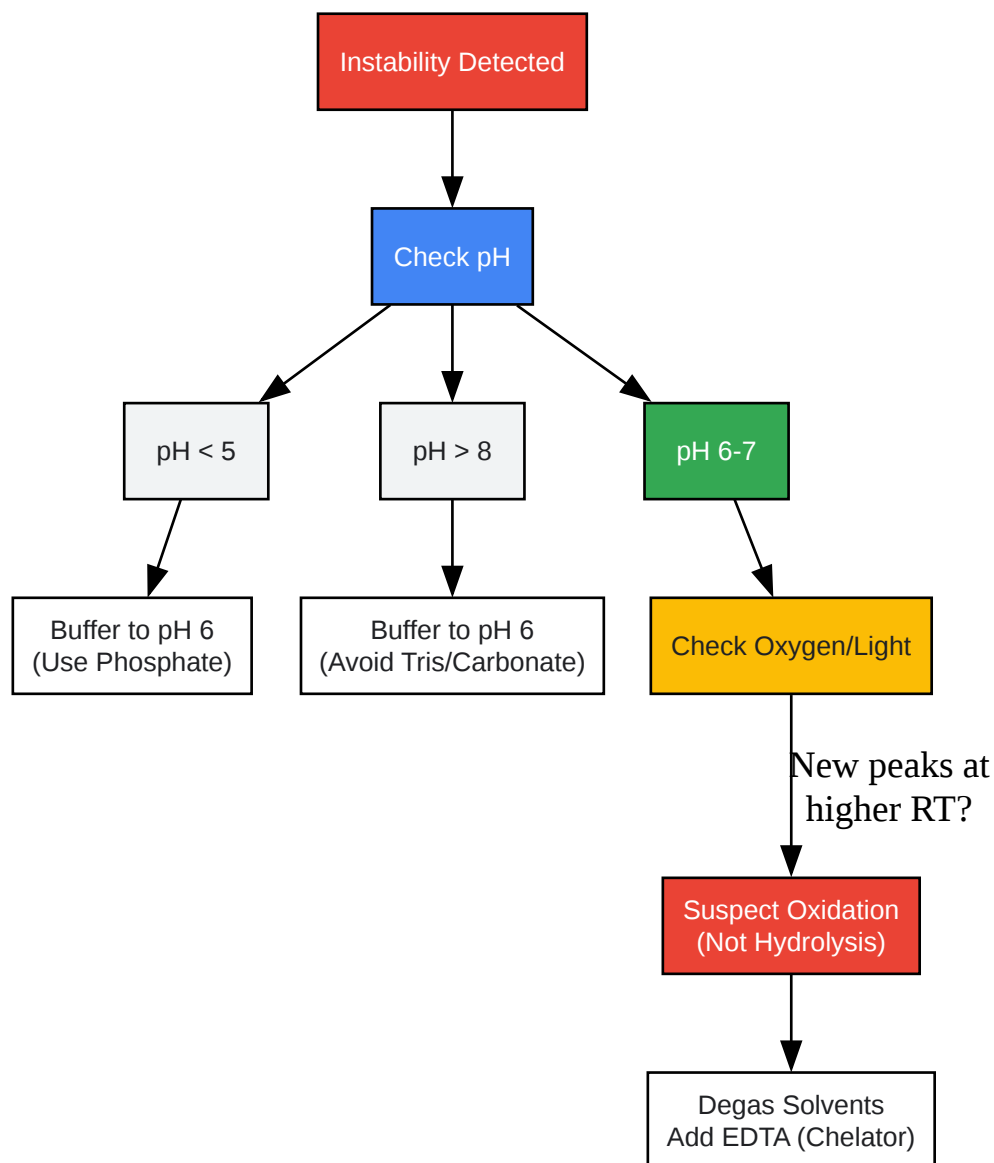 Instability Detected
Check pH
pH < 5
pH > 8
pH 6-7
Buffer to pH 6
(Use Phosphate)
Buffer to pH 6
(Avoid Tris/Carbonate)
Check Oxygen/Light
New peaks at
higher RT?
Suspect Oxidation
(Not Hydrolysis)
Degas Solvents
Add EDTA (Chelator)